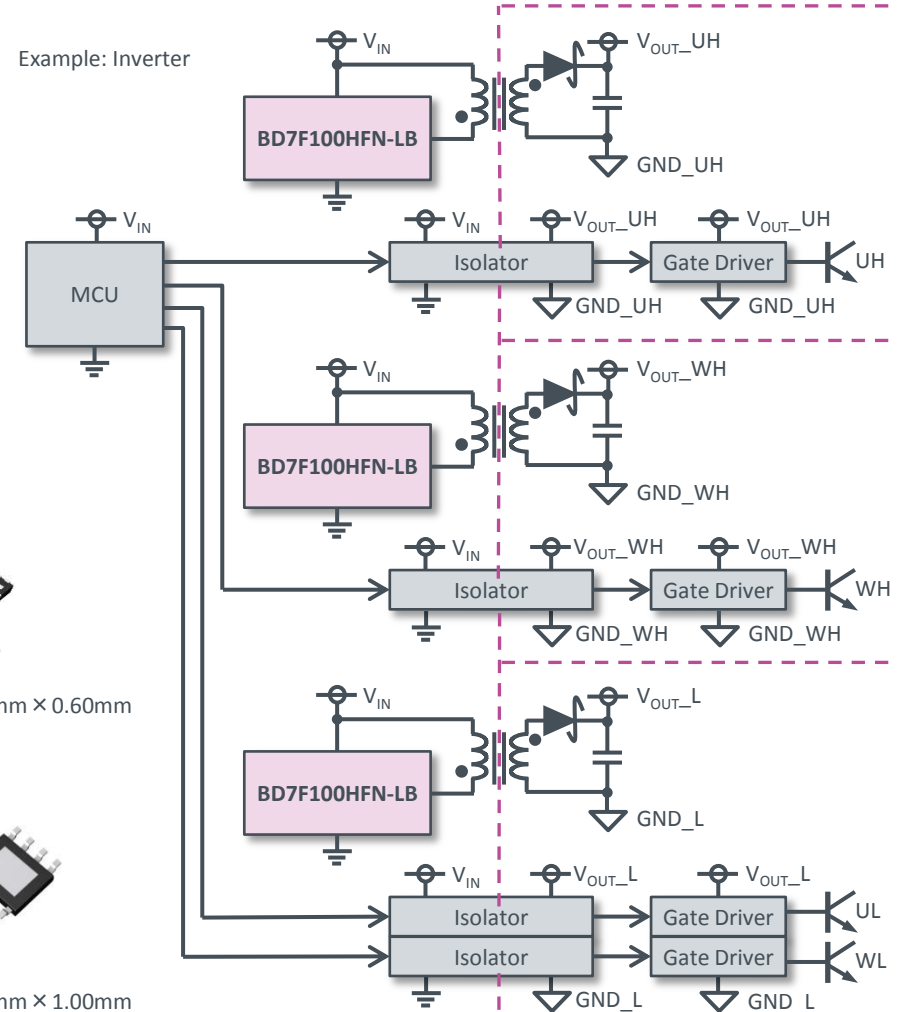 Example: Inverter
VIN
VOUT_UH
BD7F100HFN-LB
GND_UH
VIN
VIN
VOUT_UH
VOUT_UH
MCU
Isolator
Gate Driver
UH
GND_UH
GND_UH
VIN
VOUT_WH
BD7F100HFN-LB
GND_WH
VIN
VOUT_WH
VOUT_WH
Isolator
Gate Driver
WH
GND_WH
GND_WH
mm × 0.60mm
VIN
VOUT_L
BD7F100HFN-LB
GND_L
VIN
VOUT_L
VOUT_L
Isolator
Gate Driver
UL
Isolator
Gate Driver
WL
mm × 1.00mm
GND_L
GND L